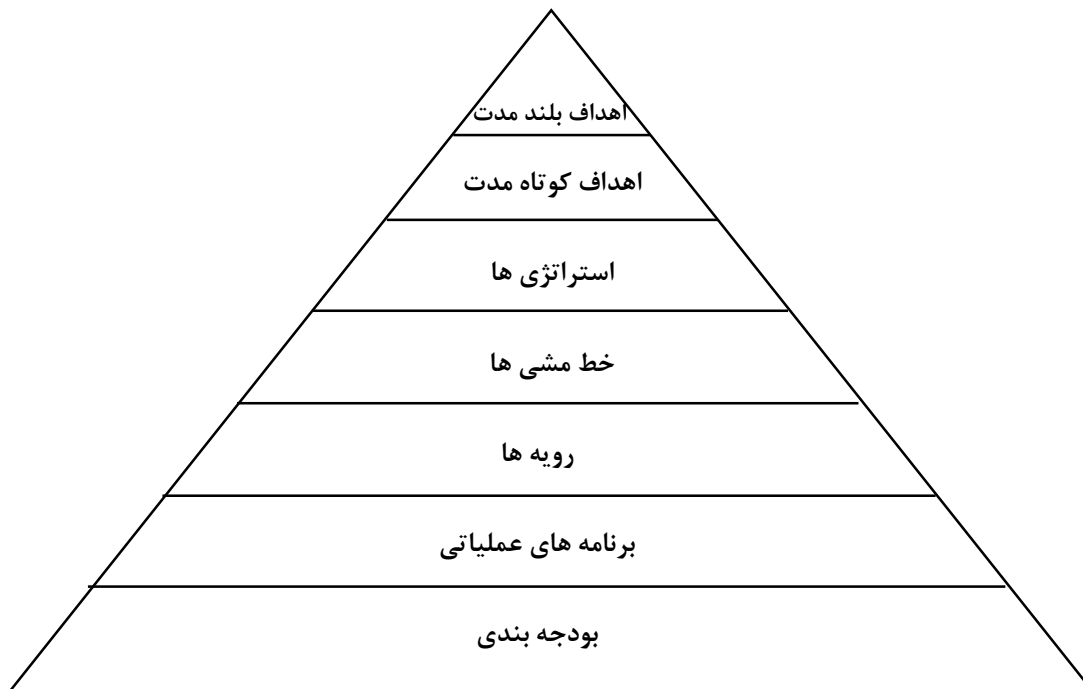 اهداف بلند مدت
اهداف کوتاه مدت
استراتژی ها
خط مشی ها
رویه ها
برنامه های عملیاتی
بودجه بندی